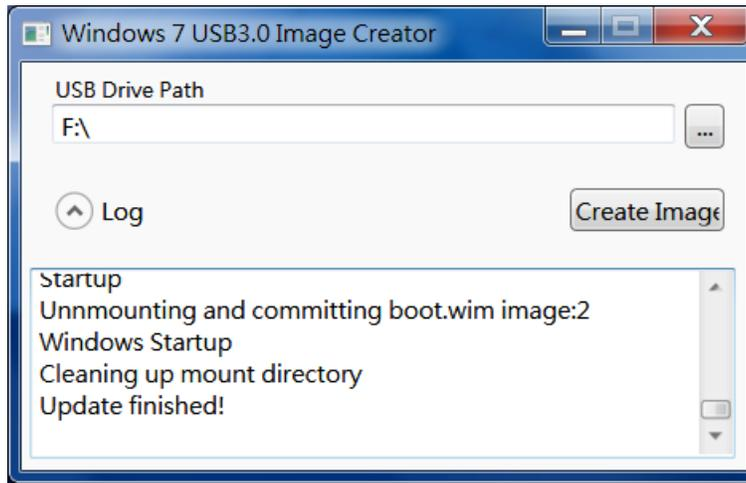 Windows 7 USB3.0 Image Creator
USB Drive Path
F:\
...
Log
Create Image
Startup
Unnmounting and committing boot.wim image:2
Windows Startup
Cleaning up mount directory
Update finished!